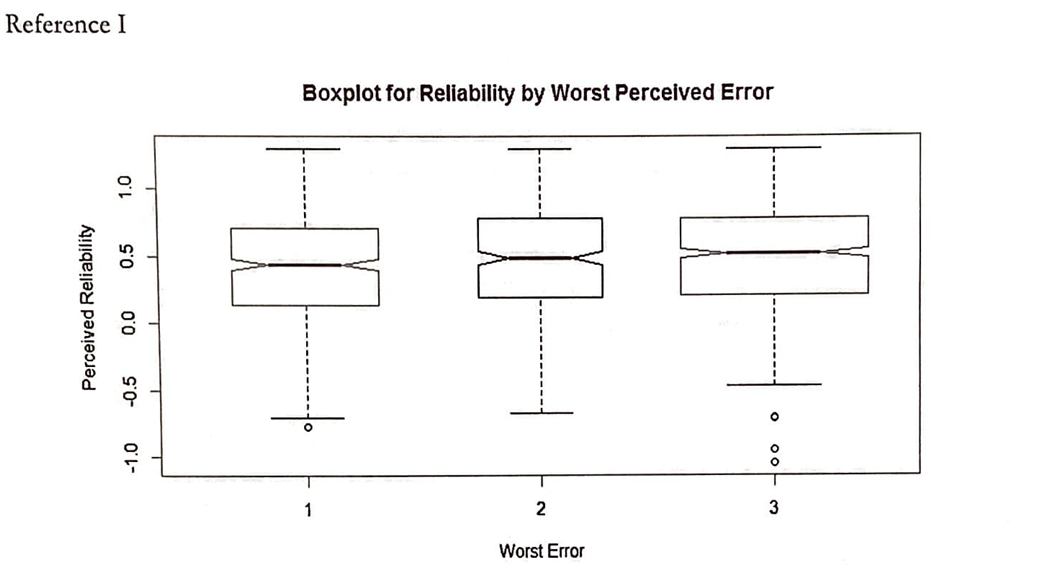 Reference I
Boxplot for Reliability by Worst Perceived Error
Perceived Reliability
1.0
0.5
0.0
-0.5
-1.0
1 2 3
Worst Error